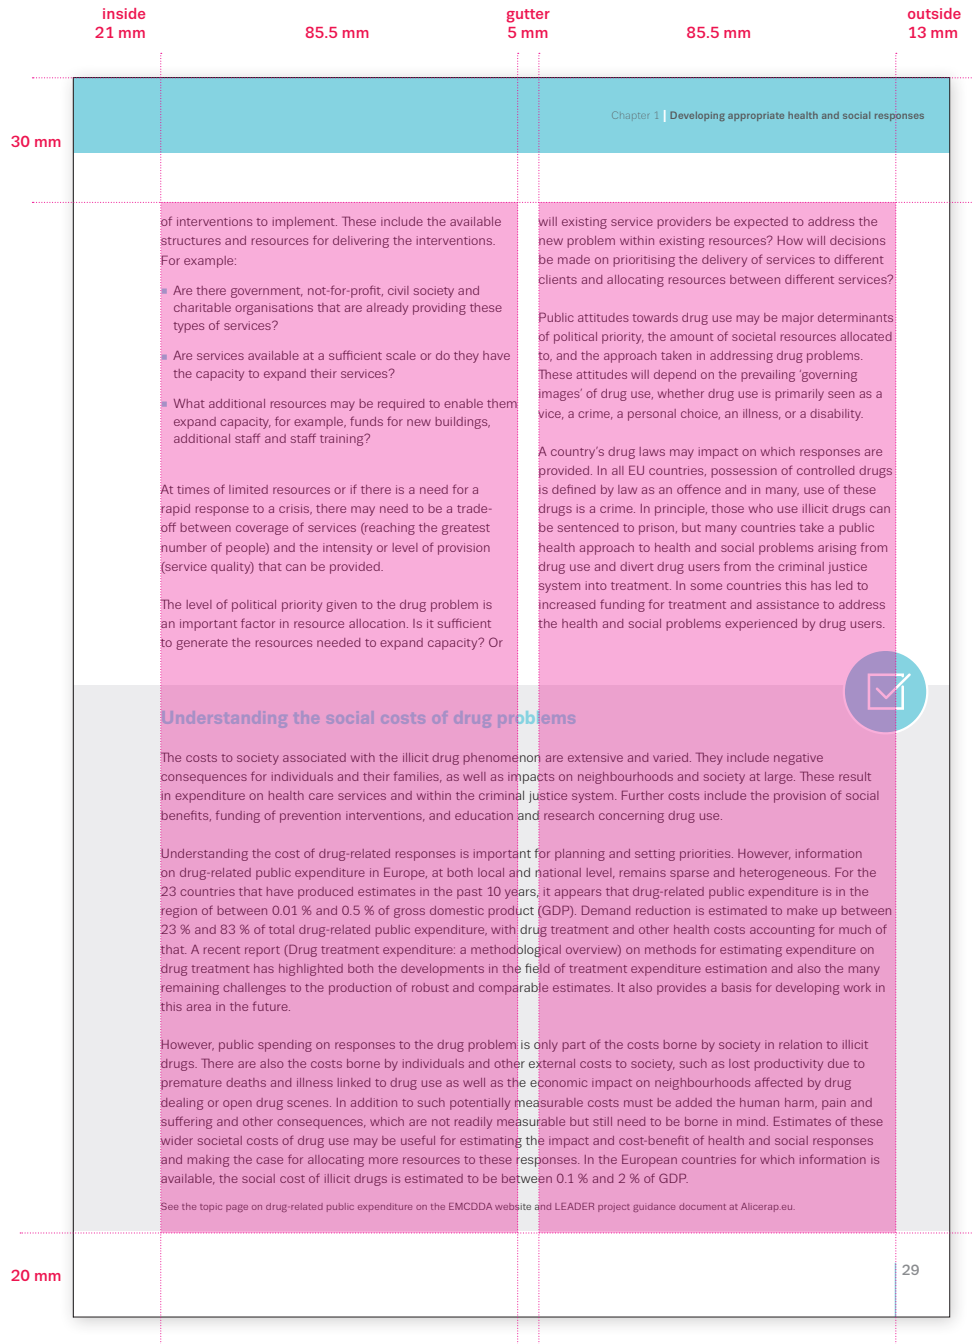 inside
21 mm
85.5 mm
gutter
5 mm
85.5 mm
outside
13 mm
30 mm
Chapter 1 | Developing appropriate health and social responses
of interventions to implement. These include the available
structures and resources for delivering the interventions.
For example:
Are there government, not-for-profit, civil society and
charitable organisations that are already providing these
types of services?
Are services available at a sufficient scale or do they have
the capacity to expand their services?
What additional resources may be required to enable them
expand capacity, for example, funds for new buildings,
additional staff and staff training?
At times of limited resources or if there is a need for a
rapid response to a crisis, there may need to be a trade-
off between coverage of services (reaching the greatest
number of people) and the intensity or level of provision
(service quality) that can be provided.
The level of political priority given to the drug problem is
an important factor in resource allocation. Is it sufficient
to generate the resources needed to expand capacity? Or
will existing service providers be expected to address the
new problem within existing resources? How will decisions
be made on prioritising the delivery of services to different
clients and allocating resources between different services?
Public attitudes towards drug use may be major determinants
of political priority, the amount of societal resources allocated
to, and the approach taken in addressing drug problems.
These attitudes will depend on the prevailing ‘governing
images’ of drug use, whether drug use is primarily seen as a
vice, a crime, a personal choice, an illness, or a disability.
A country’s drug laws may impact on which responses are
provided. In all EU countries, possession of controlled drugs
is defined by law as an offence and in many, use of these
drugs is a crime. In principle, those who use illicit drugs can
be sentenced to prison, but many countries take a public
health approach to health and social problems arising from
drug use and divert drug users from the criminal justice
system into treatment. In some countries this has led to
increased funding for treatment and assistance to address
the health and social problems experienced by drug users.
Understanding the social costs of drug problems
The costs to society associated with the illicit drug phenomenon are extensive and varied. They include negative
consequences for individuals and their families, as well as impacts on neighbourhoods and society at large. These result
in expenditure on health care services and within the criminal justice system. Further costs include the provision of social
benefits, funding of prevention interventions, and education and research concerning drug use.
Understanding the cost of drug-related responses is important for planning and setting priorities. However, information
on drug-related public expenditure in Europe, at both local and national level, remains sparse and heterogeneous. For the
23 countries that have produced estimates in the past 10 years, it appears that drug-related public expenditure is in the
region of between 0.01 % and 0.5 % of gross domestic product (GDP). Demand reduction is estimated to make up between
23 % and 83 % of total drug-related public expenditure, with drug treatment and other health costs accounting for much of
that. A recent report (Drug treatment expenditure: a methodological overview) on methods for estimating expenditure on
drug treatment has highlighted both the developments in the field of treatment expenditure estimation and also the many
remaining challenges to the production of robust and comparable estimates. It also provides a basis for developing work in
this area in the future.
However, public spending on responses to the drug problem is only part of the costs borne by society in relation to illicit
drugs. There are also the costs borne by individuals and other external costs to society, such as lost productivity due to
premature deaths and illness linked to drug use as well as the economic impact on neighbourhoods affected by drug
dealing or open drug scenes. In addition to such potentially measurable costs must be added the human harm, pain and
suffering and other consequences, which are not readily measurable but still need to be borne in mind. Estimates of these
wider societal costs of drug use may be useful for estimating the impact and cost-benefit of health and social responses
and making the case for allocating more resources to these responses. In the European countries for which information is
available, the social cost of illicit drugs is estimated to be between 0.1 % and 2 % of GDP.
See the topic page on drug-related public expenditure on the EMCDDA website and LEADER project guidance document at Alicerap.eu.
20 mm
29